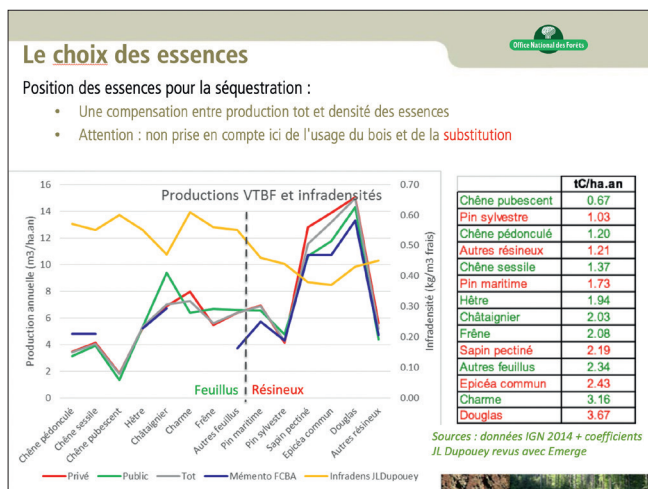 Le choix des essences
Office National des Forêts
Position des essences pour la séquestration :
• Une compensation entre production tot et densité des essences
• Attention : non prise en compte ici de l'usage du bois et de la substitution
Productions VTBF et infradensités
Production annuelle (m3/ha.an)
16
14
12
10
8
6
4
2
0
0.70
0.60
0.50
0.40
0.30
0.20
0.10
0.00
Infradensité (kg/m3 frais)
Feuillus Résineux
Chêne pédonculé
Chêne sessile
Chêne pubescent
Hêtre
Châtaignier
Charme
Frêne
Autres feuillus
Pin maritime
Pin sylvestre
Sapin pectiné
Epicéa commun
Douglas
Autres résineux
Privé Public Tot Mémento FCBA Infradens JLDupouey
tC/ha.an
Chêne pubescent 0.67
Pin sylvestre 1.03
Chêne pédonculé 1.20
Autres résineux 1.21
Chêne sessile 1.37
Pin maritime 1.73
Hêtre 1.94
Châtaignier 2.03
Frêne 2.08
Sapin pectiné 2.19
Autres feuillus 2.34
Epicéa commun 2.43
Charme 3.16
Douglas 3.67
Sources : données IGN 2014 + coefficients
JL Dupouey revus avec Emerge